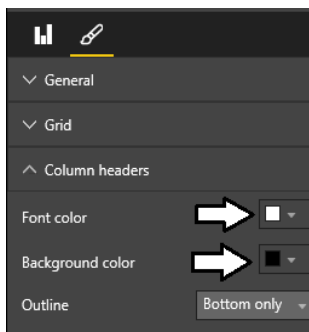 General
Grid
Column headers
Font color
Background color
Outline Bottom only